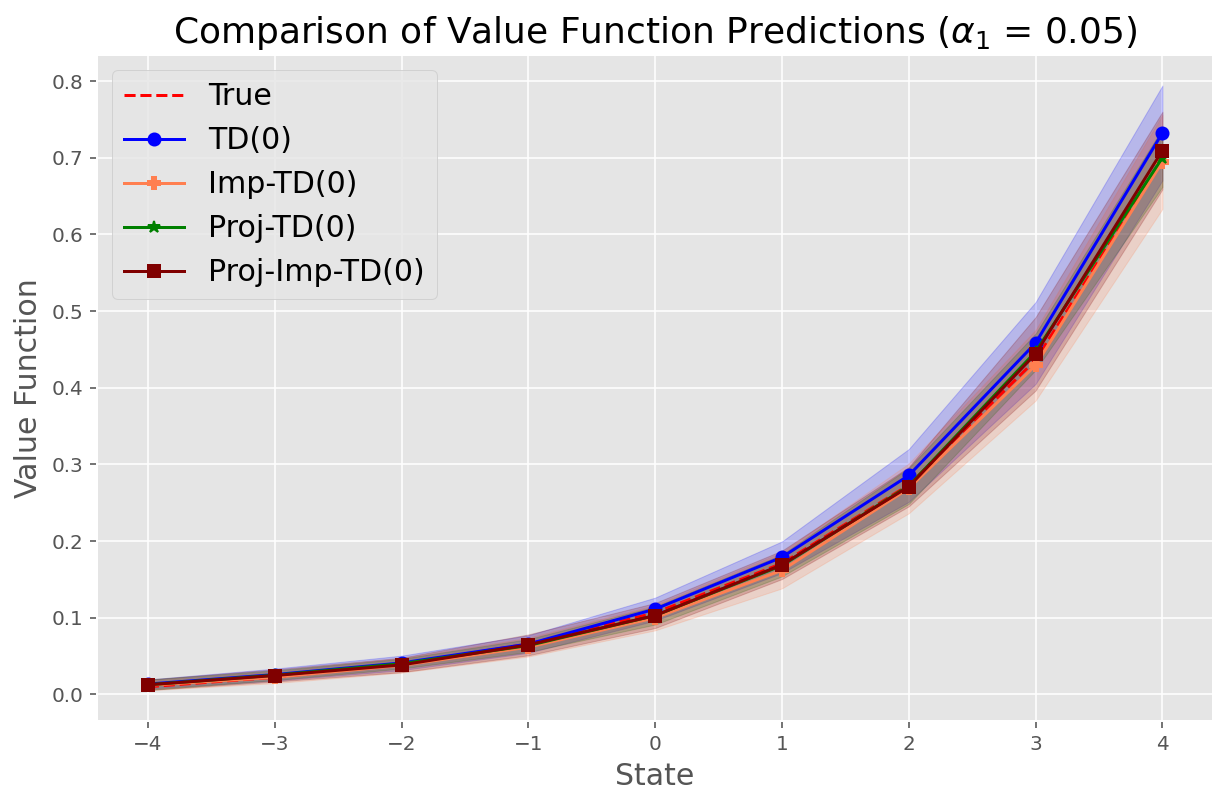 Comparison of Value Function Predictions (α₁ = 0.05)
0.8
0.7
0.6
0.5
0.4
0.3
0.2
0.1
0.0
Value Function
True
TD(0)
Imp-TD(0)
Proj-TD(0)
Proj-Imp-TD(0)
−4 −3 −2 −1 0 1 2 3 4
State